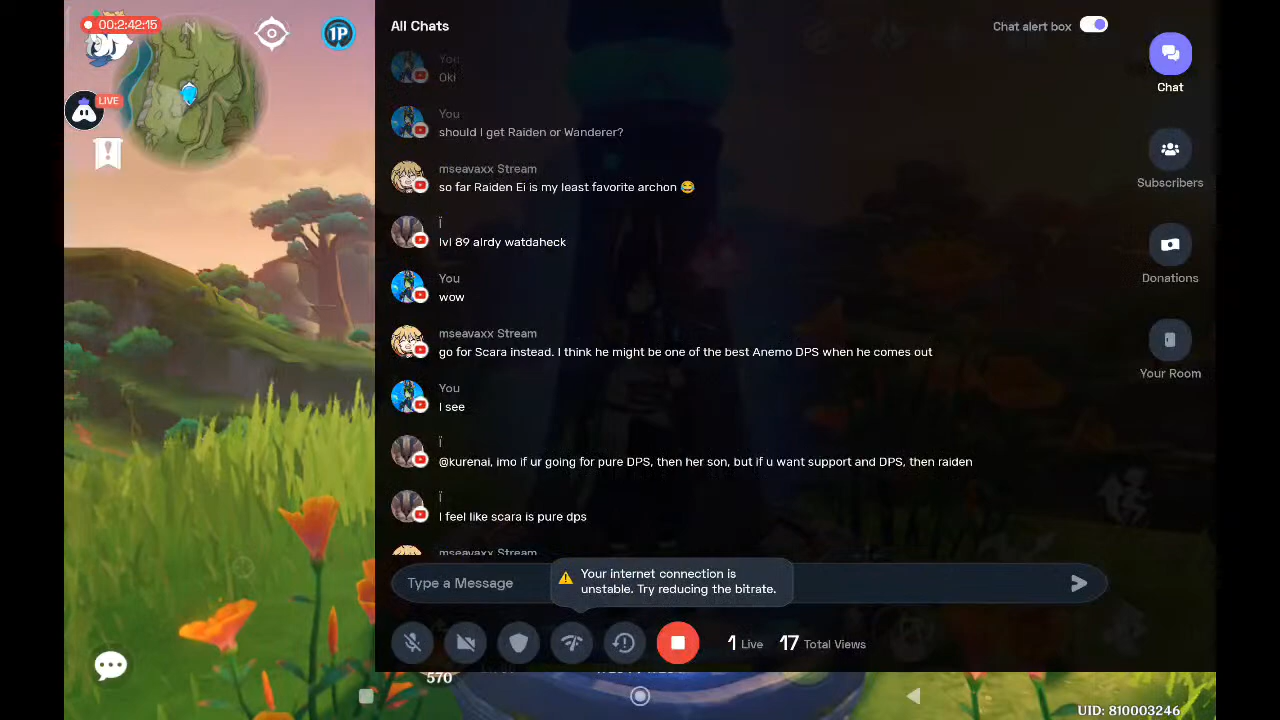 00:2:42:15
N
1P
LIVE
All Chats
Chat alert box
You
Oki
You
should I get Raiden or Wanderer?
mseavaxx Stream
so far Raiden Ei is my least favorite archon 😂
Ï
lvl 89 alrdy watdaheck
You
wow
mseavaxx Stream
go for Scara instead. I think he might be one of the best Anemo DPS when he comes out
You
I see
Ï
@kurenai, imo if ur going for pure DPS, then her son, but if u want support and DPS, then raiden
Ï
I feel like scara is pure dps
mseavaxx Stream
Type a Message
Your internet connection is
unstable. Try reducing the bitrate.
1 Live 17 Total Views
Chat
Subscribers
Donations
Your Room
570
UID: 810003246